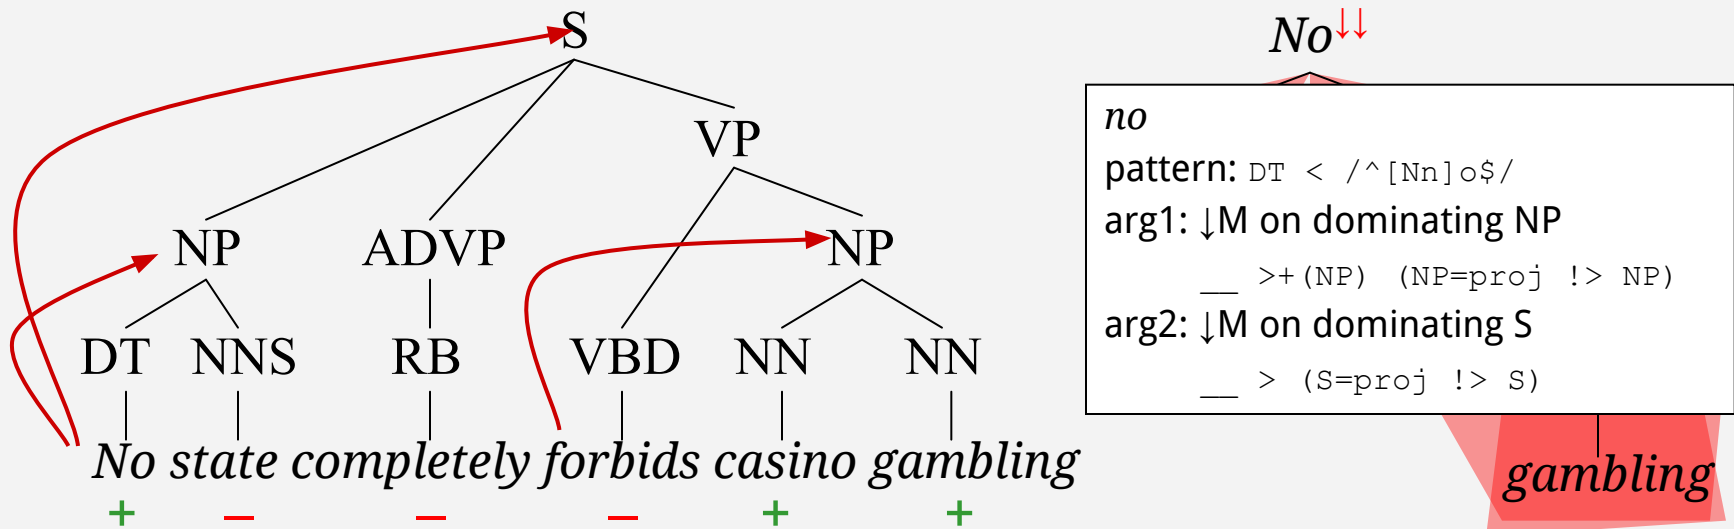 S
VP
NP ADVP NP
DT NNS RB VBD NN NN
No state completely forbids casino gambling
+ – – – + +
No↓↓
no
pattern: DT < /^[Nn]o$/
arg1: ↓M on dominating NP
__ >+(NP) (NP=proj !> NP)
arg2: ↓M on dominating S
__ > (S=proj !> S)
gambling